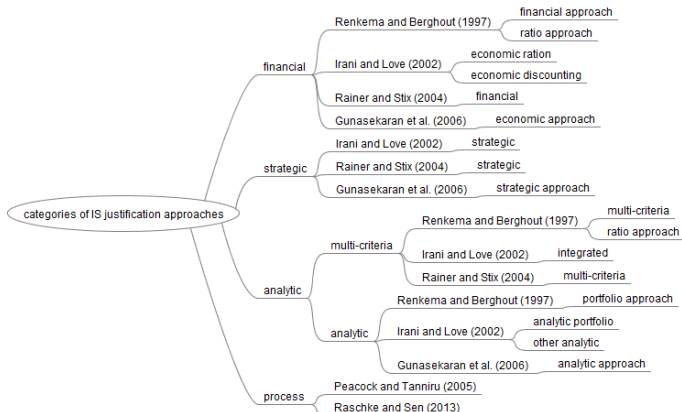 categories of IS justification approaches
financial
Renkema and Berghout (1997)
financial approach
ratio approach
Irani and Love (2002)
economic ration
economic discounting
Rainer and Stix (2004)
financial
Gunasekaran et al. (2006)
economic approach
strategic
Irani and Love (2002)
strategic
Rainer and Stix (2004)
strategic
Gunasekaran et al. (2006)
strategic approach
analytic
multi-criteria
Renkema and Berghout (1997)
multi-criteria
ratio approach
Irani and Love (2002)
integrated
Rainer and Stix (2004)
multi-criteria
analytic
Renkema and Berghout (1997)
portfolio approach
Irani and Love (2002)
analytic portfolio
other analytic
Gunasekaran et al. (2006)
analytic approach
process
Peacock and Tanniru (2005)
Raschke and Sen (2013)